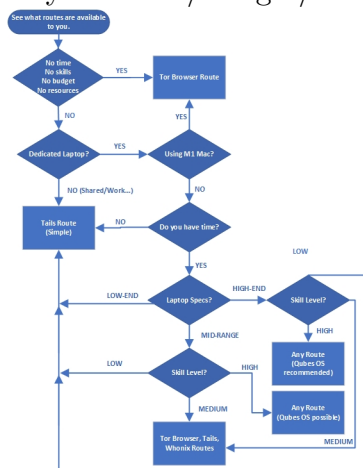 See what routes are available
to you.
No time
No skills
No budget
No resources
YES
Tor Browser Route
NO
YES
Dedicated Laptop?
YES
Using M1 Mac?
NO (Shared/Work...)
NO
Tails Route
(Simple)
NO
Do you have time?
YES
LOW
LOW-END
Laptop Specs?
HIGH-END
Skill Level?
MID-RANGE
HIGH
LOW
Skill Level?
HIGH
Any Route
(Qubes OS
recommended)
MEDIUM
Any Route
(Qubes OS possible)
Tor Browser, Tails,
Whonix Routes
MEDIUM